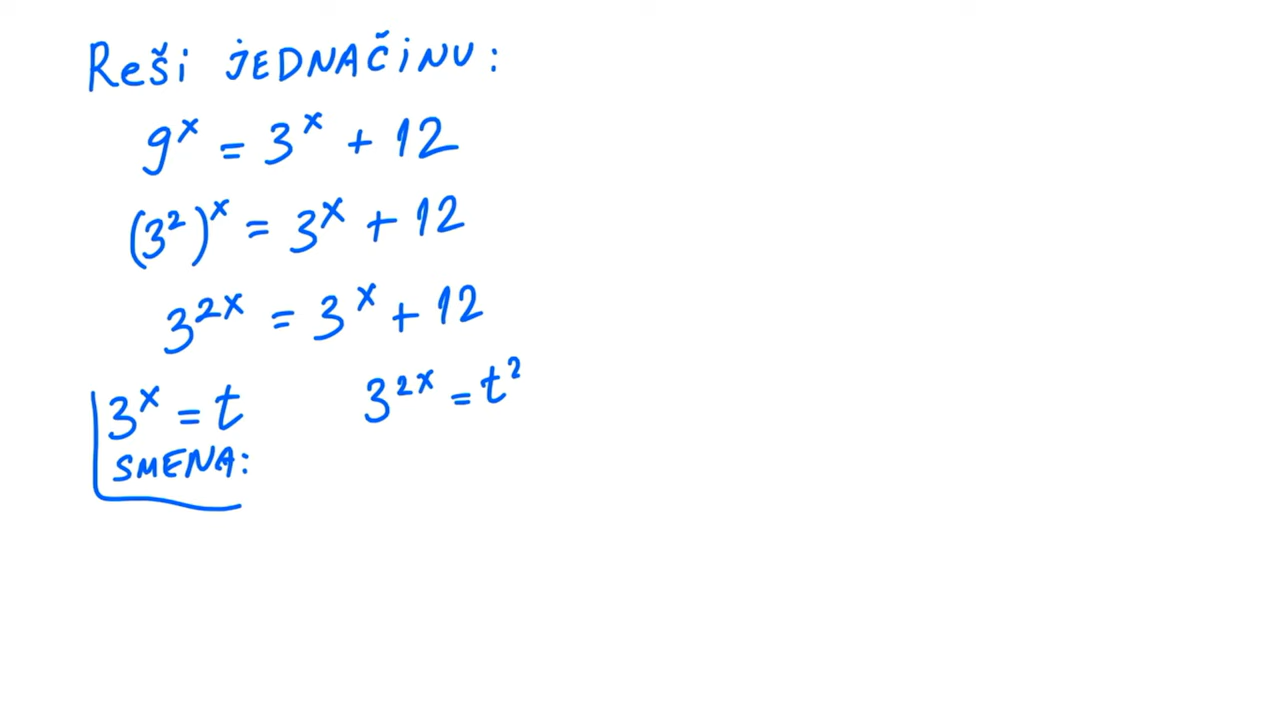 Reši JEDNAČINU:
9^x = 3^x + 12
(3^2)^x = 3^x + 12
3^{2x} = 3^x + 12
3^x = t    3^{2x} = t^2
SMENA: